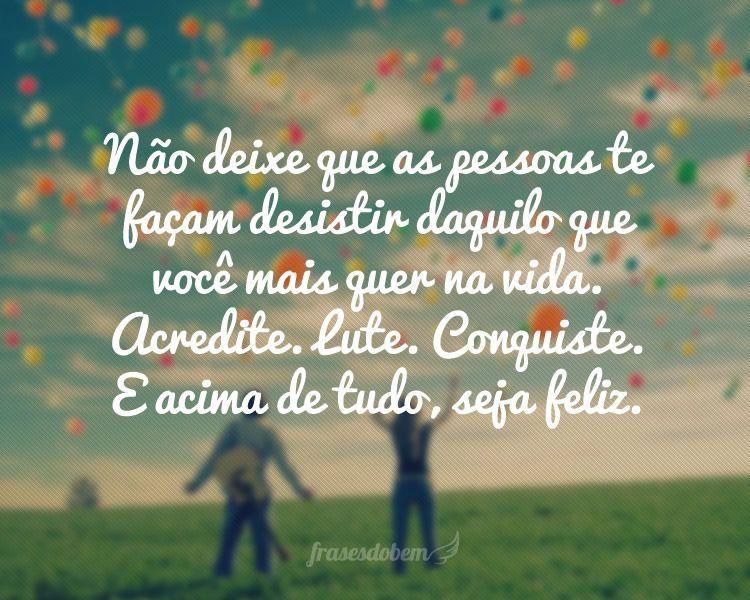 Não deixe que as pessoas te
façam desistir daquilo que
você mais quer na vida.
Acredite. Lute. Conquiste.
E acima de tudo, seja feliz.
frasesdobem